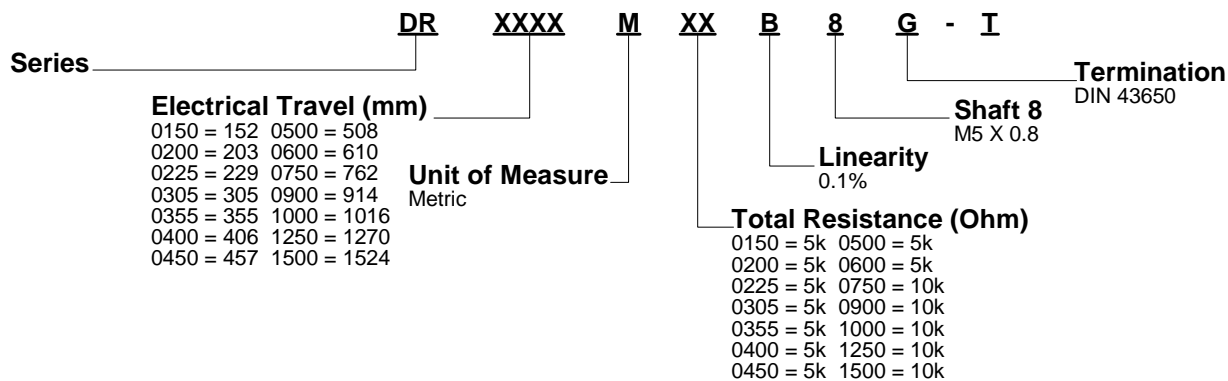 DR XXXX M XX B 8 G - T
Series
Termination
DIN 43650
Electrical Travel (mm)
0150 = 152 0500 = 508
0200 = 203 0600 = 610
0225 = 229 0750 = 762
0305 = 305 0900 = 914
0355 = 355 1000 = 1016
0400 = 406 1250 = 1270
0450 = 457 1500 = 1524
Shaft 8
M5 X 0.8
Unit of Measure
Metric
Linearity
0.1%
Total Resistance (Ohm)
0150 = 5k 0500 = 5k
0200 = 5k 0600 = 5k
0225 = 5k 0750 = 10k
0305 = 5k 0900 = 10k
0355 = 5k 1000 = 10k
0400 = 5k 1250 = 10k
0450 = 5k 1500 = 10k